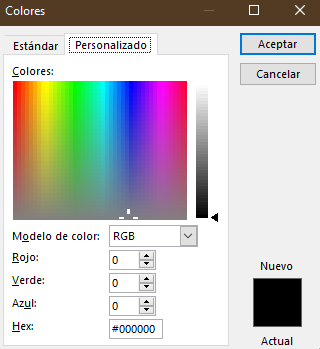 Colores
Estándar
Personalizado
Aceptar
Cancelar
Colores:
Modelo de color:
RGB
Rojo:
0
Verde:
0
Azul:
0
Hex:
#000000
Nuevo
Actual